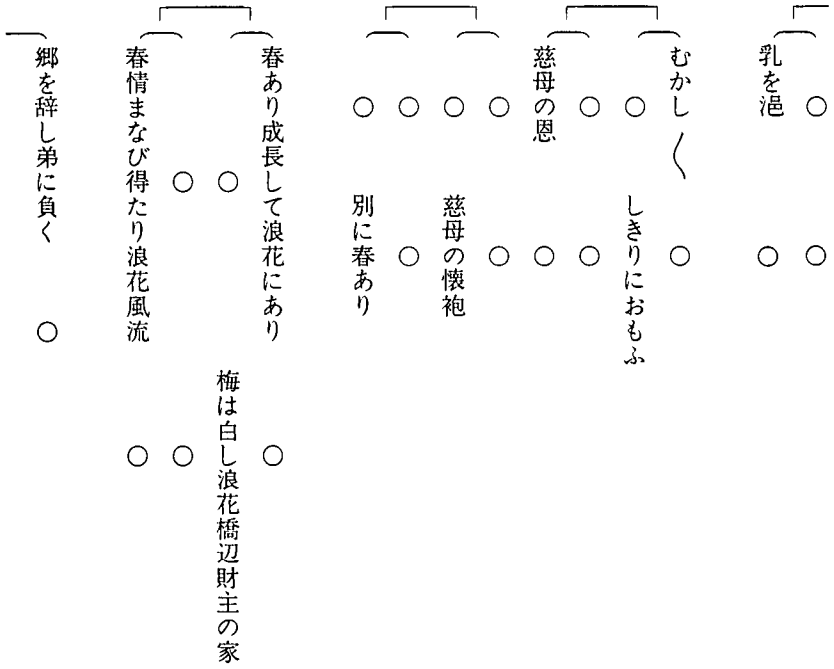 ○　○
乳を浥　○
むかし〱　○
○　しきりにおもふ
○　○
慈母の恩　○
○　○
○　慈母の懐袍
○　○
○　別に春あり
春あり成長して浪花にあり　○
○　梅は白し浪花橋辺財主の家
○　○
春情まなび得たり浪花風流　○
郷を辞し弟に負く　○